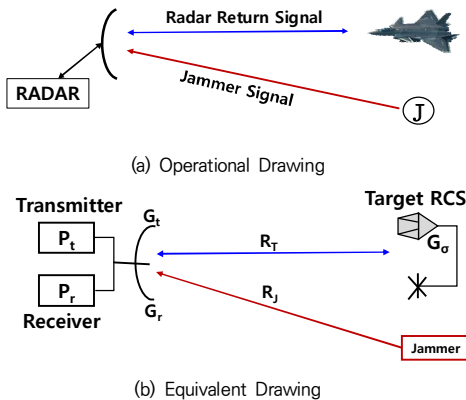 Radar Return Signal
RADAR
Jammer Signal
J
(a) Operational Drawing
Transmitter
Target RCS
Gt
Pt
Gσ
RT
Pr
RJ
Gr
Receiver
Jammer
(b) Equivalent Drawing